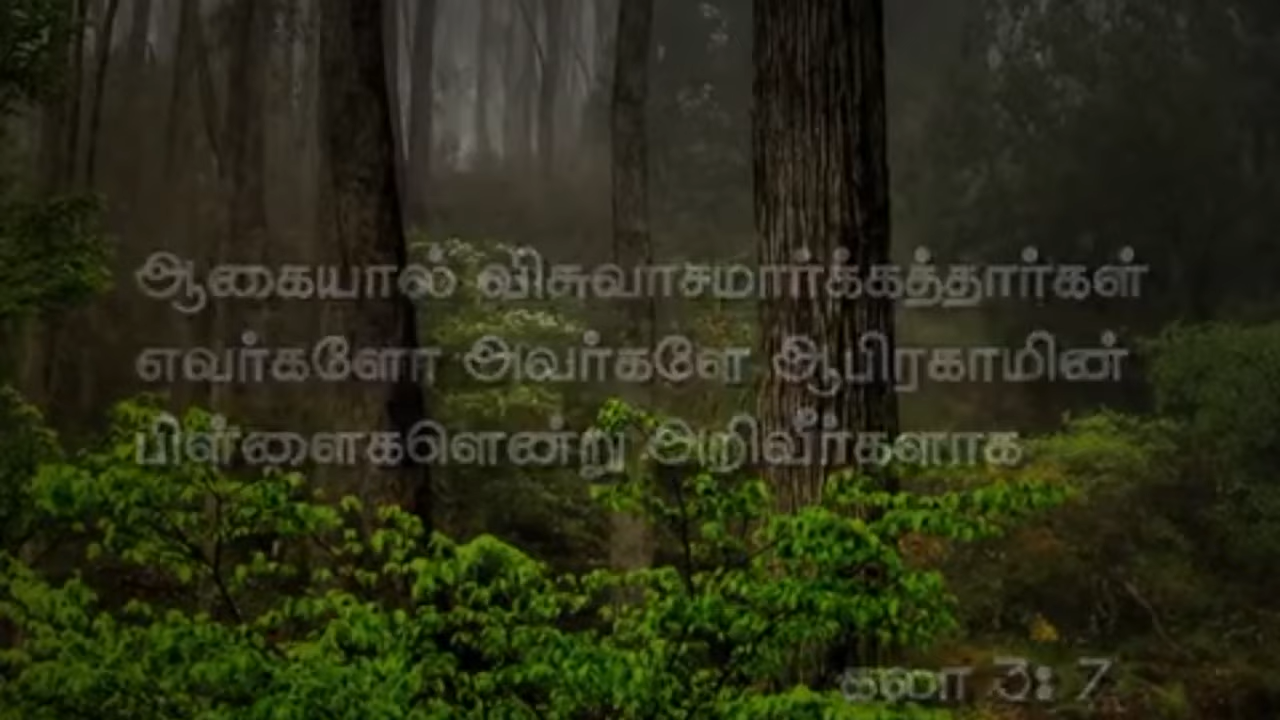 ஆகையால் விசுவாசமார்க்கத்தார்கள்
எவர்களோ அவர்களே ஆபிரகாமின்
பிள்ளைகளென்று அறிவீர்களாக
கலா 3: 7